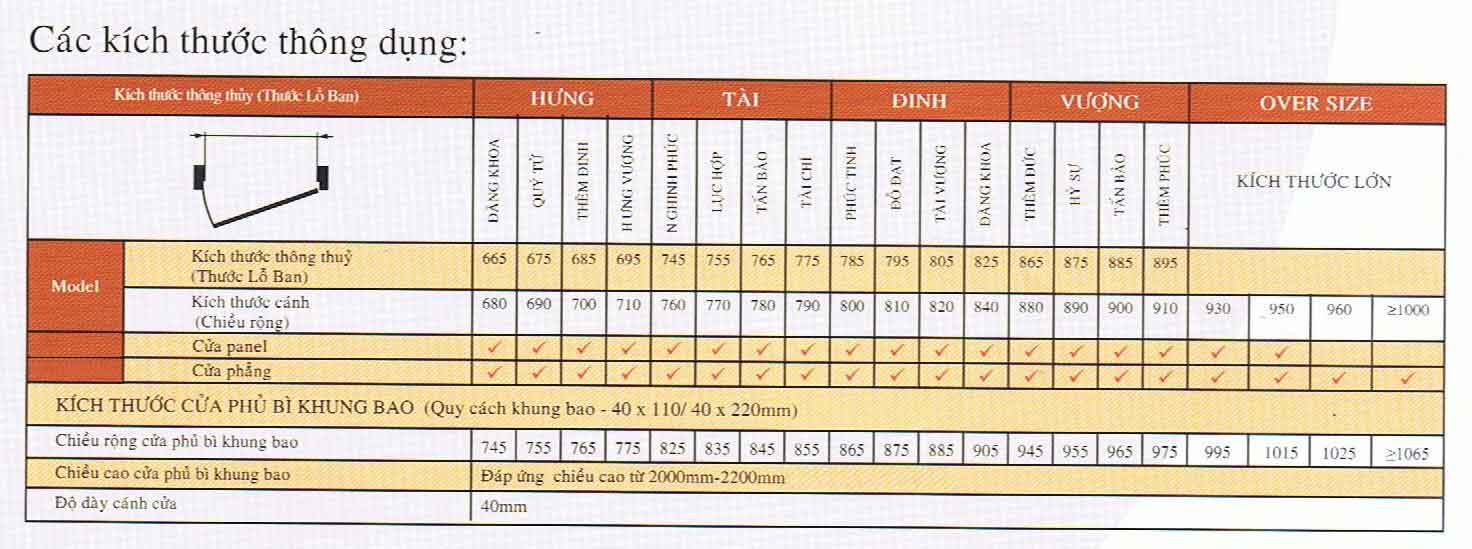 Các kích thước thông dụng:
Kích thước thông thủy (Thước Lỗ Ban) HƯNG TÀI ĐINH VƯỢNG OVER SIZE
ĐĂNG KHOA QUÝ TỬ THÊM ĐINH HƯNG VƯỢNG NGHINH PHÚC LỤC HỢP TẤN BẢO TÀI CHÍ PHÚC TINH ĐỖ ĐẠT TÀI VƯỢNG ĐĂNG KHOA THÊM ĐỨC HỶ SỰ TẤN BẢO THÊM PHÚC KÍCH THƯỚC LỚN
Model
Kích thước thông thuỷ
(Thước Lỗ Ban)
665 675 685 695 745 755 765 775 785 795 805 825 865 875 885 895
Kích thước cánh
(Chiều rộng)
680 690 700 710 760 770 780 790 800 810 820 840 880 890 900 910 930 950 960 ≥1000
Cửa panel ✓ ✓ ✓ ✓ ✓ ✓ ✓ ✓ ✓ ✓ ✓ ✓ ✓ ✓ ✓ ✓ ✓ ✓
Cửa phẳng ✓ ✓ ✓ ✓ ✓ ✓ ✓ ✓ ✓ ✓ ✓ ✓ ✓ ✓ ✓ ✓ ✓ ✓ ✓ ✓
KÍCH THƯỚC CỬA PHỦ BÌ KHUNG BAO (Quy cách khung bao - 40 x 110/ 40 x 220mm)
Chiều rộng cửa phủ bì khung bao 745 755 765 775 825 835 845 855 865 875 885 905 945 955 965 975 995 1015 1025 ≥1065
Chiều cao cửa phủ bì khung bao Đáp ứng chiều cao từ 2000mm-2200mm
Độ dày cánh cửa 40mm